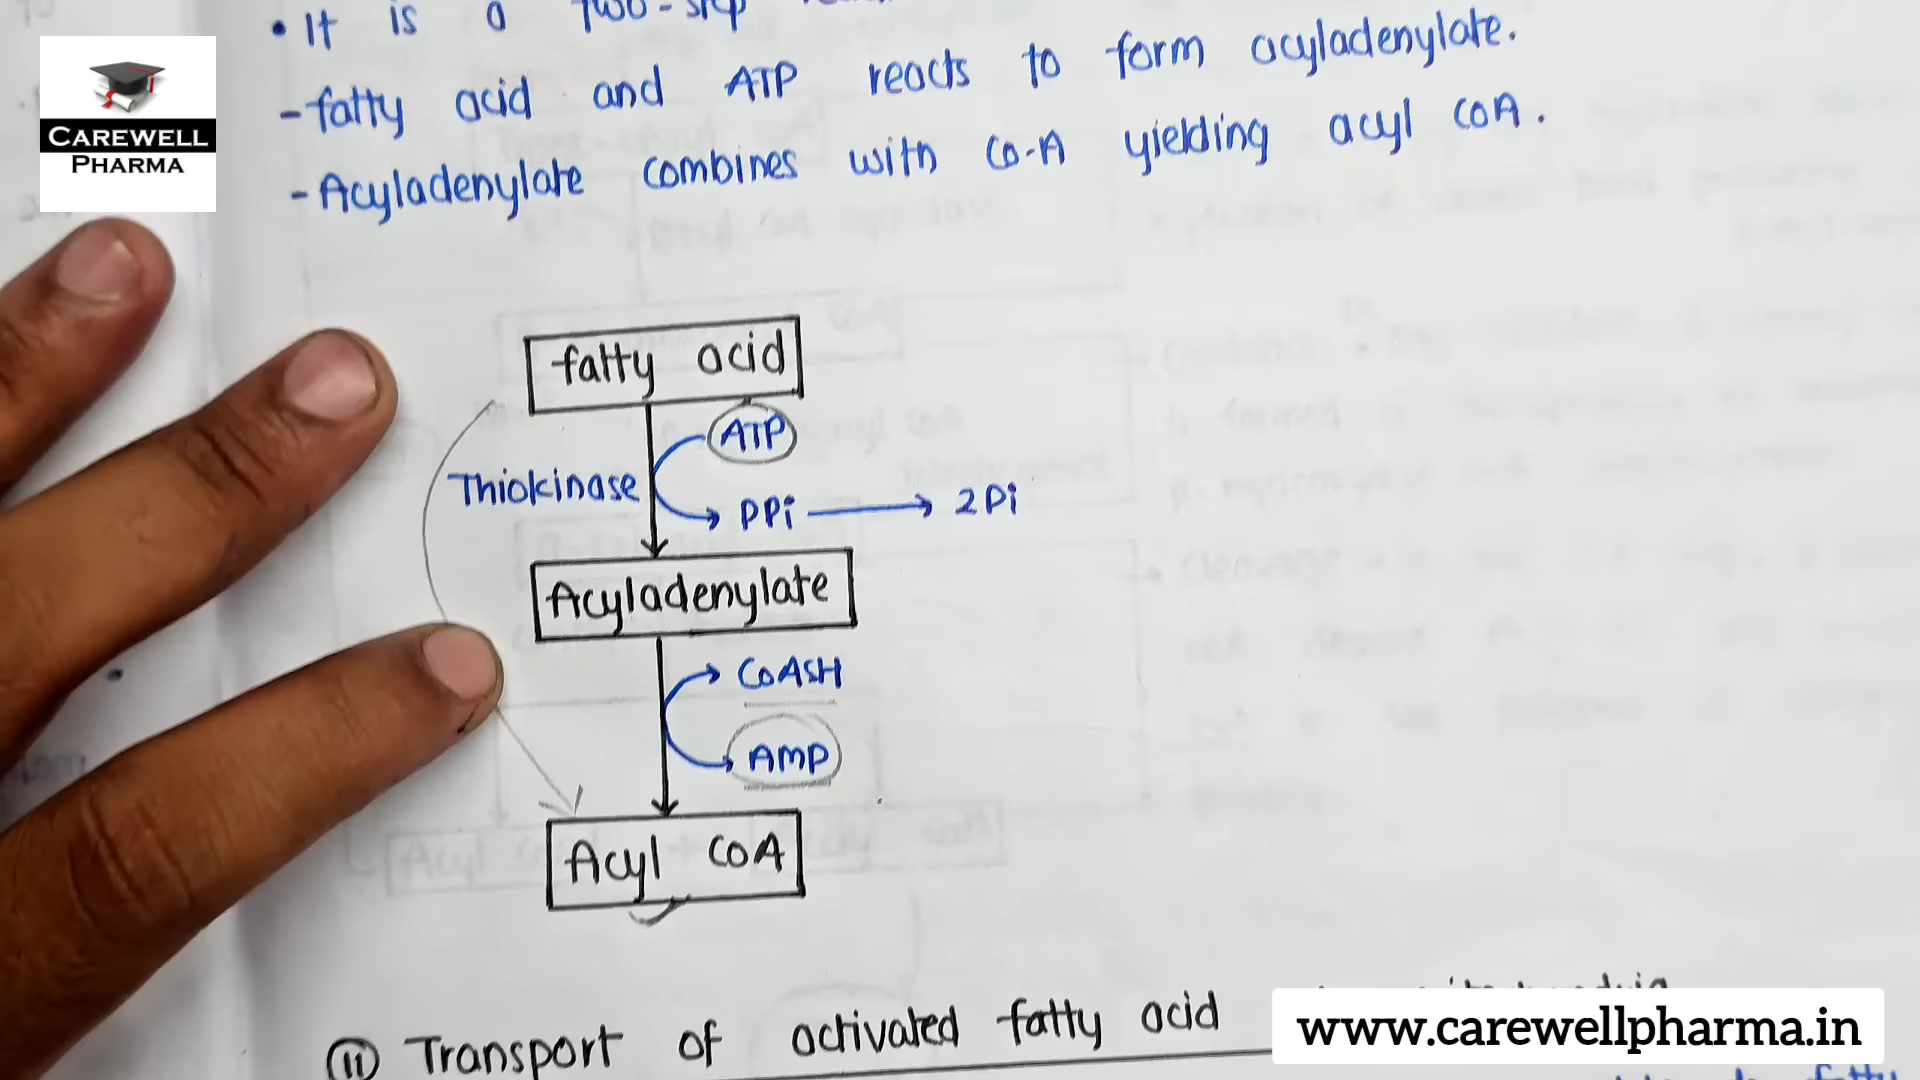 • It is a Two-step
- fatty acid and ATP reacts to form acyladenylate.
- Acyladenylate combines with Co-A yielding acyl CoA.
CAREWELL
PHARMA
fatty acid
ATP
Thiokinase
PPi → 2Pi
Acyladenylate
CoASH
AMP
Acyl CoA
(ii) Transport of activated fatty acid
www.carewellpharma.in
fatty